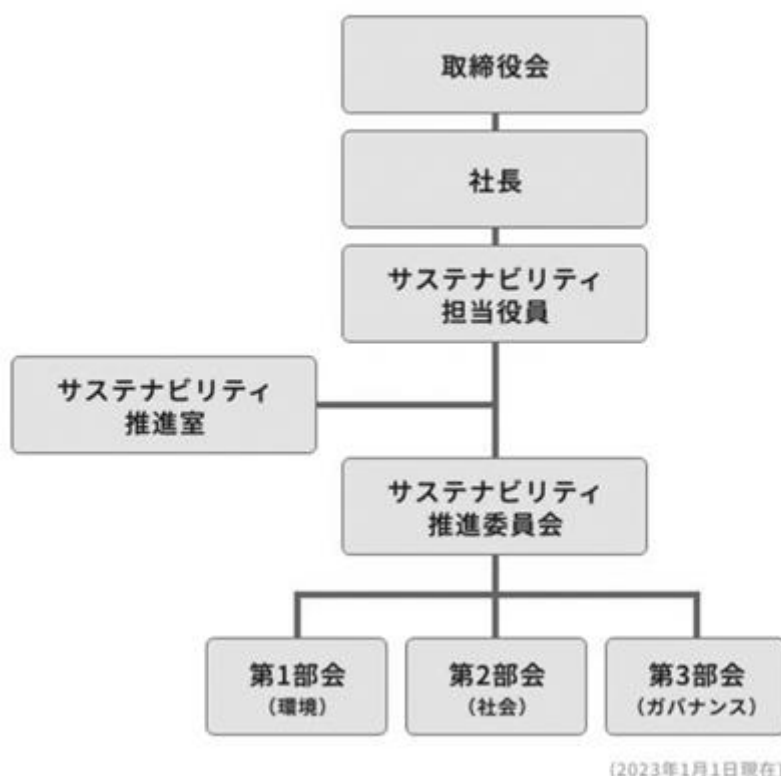 取締役会
社長
サステナビリティ
担当役員
サステナビリティ
推進室
サステナビリティ
推進委員会
第1部会
(環境)
第2部会
(社会)
第3部会
(ガバナンス)
(2023年1月1日現在)